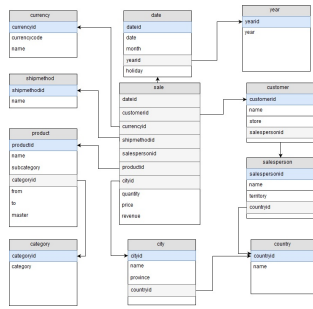 currency
currencyid
currencycode
name
date
dateid
date
month
yearid
holiday
year
yearid
year
shipmethod
shipmethodid
name
sale
dateid
customerid
currencyid
shipmethodid
salespersonid
productid
cityid
quantity
price
revenue
customer
customerid
name
store
salespersonid
product
productid
name
subcategory
categoryid
from
to
master
salesperson
salespersonid
name
territory
countryid
category
categoryid
category
city
cityid
name
province
countryid
country
countryid
name